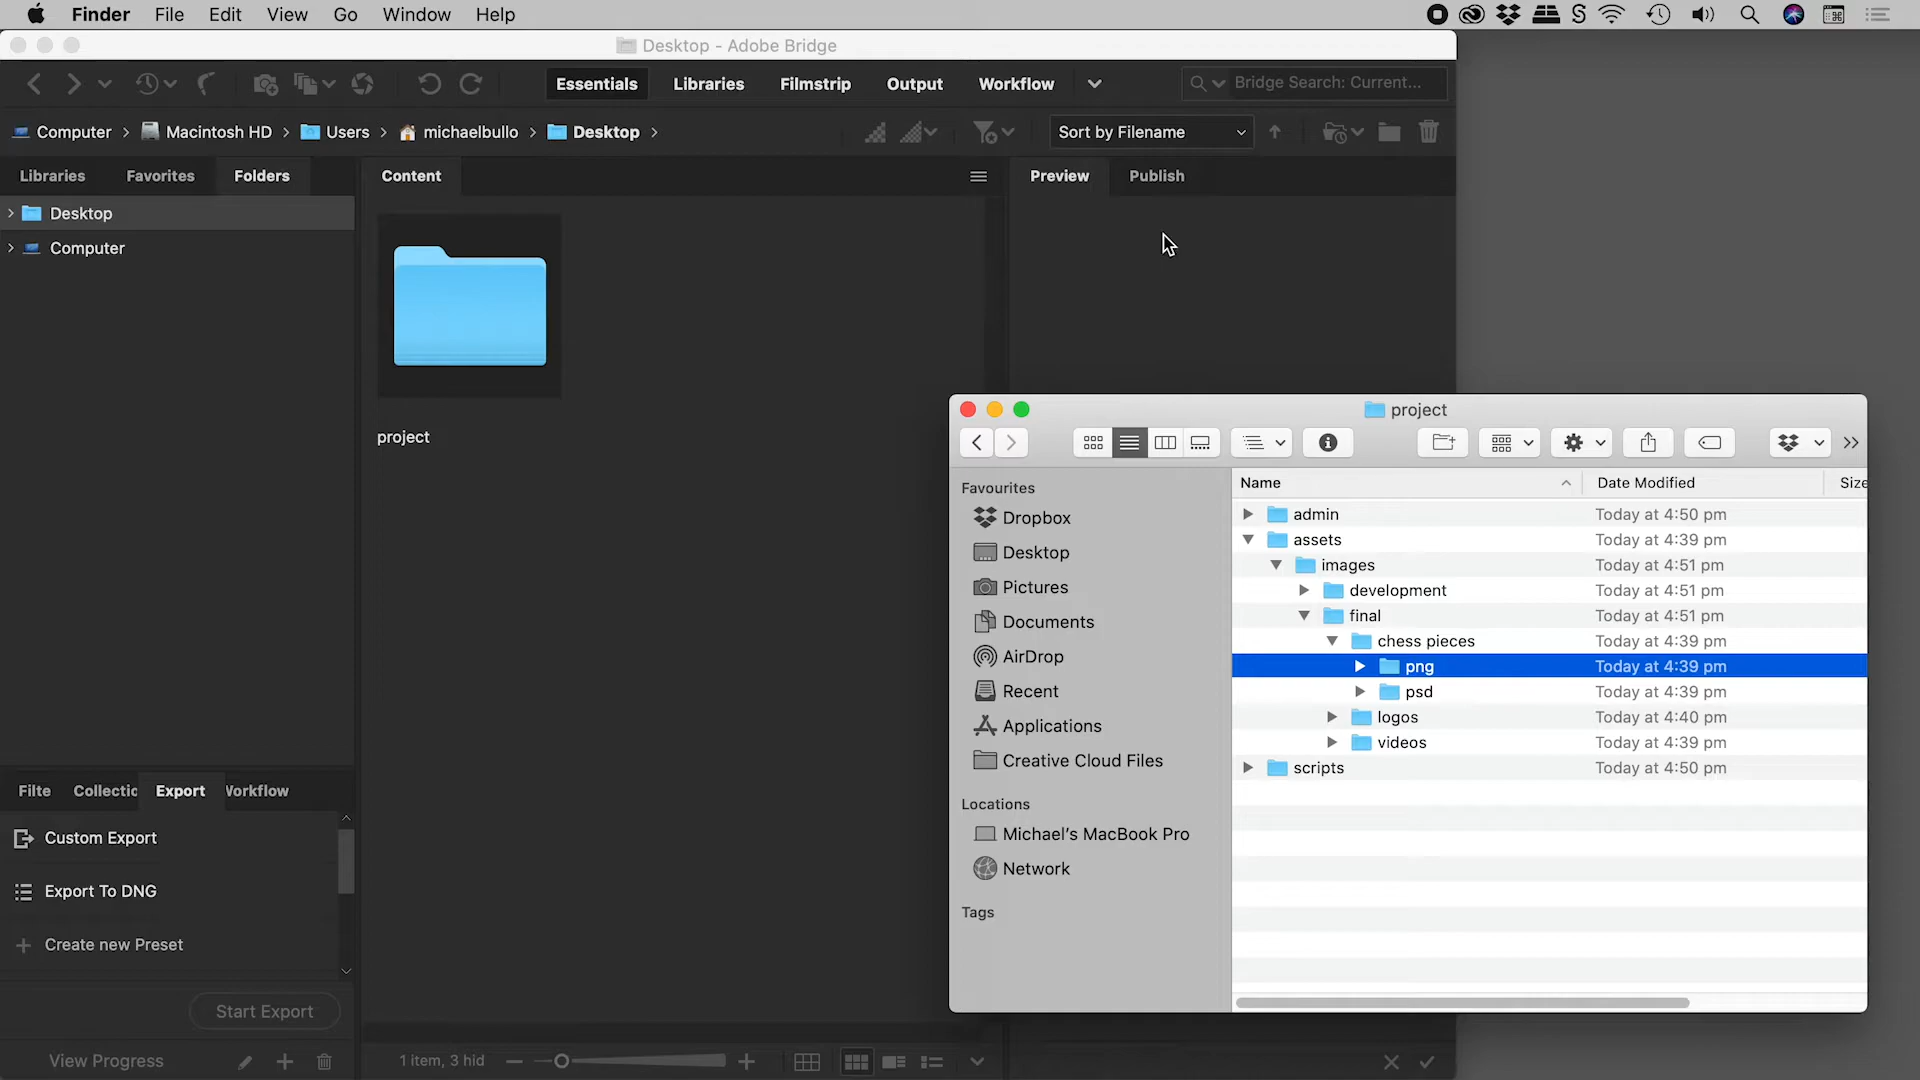 Finder File Edit View Go Window Help
Desktop - Adobe Bridge
Essentials Libraries Filmstrip Output Workflow
Bridge Search: Current...
Computer Macintosh HD Users michaelbullo Desktop
Sort by Filename
Libraries Favorites Folders
Content
Preview Publish
Desktop
Computer
project
Filte Collectio Export Vorkflow
Custom Export
Export To DNG
Create new Preset
Start Export
View Progress
1 item, 3 hid
project
Favourites
Dropbox
Desktop
Pictures
Documents
AirDrop
Recent
Applications
Creative Cloud Files
Locations
Michael's MacBook Pro
Network
Tags
Name Date Modified Size
admin Today at 4:50 pm
assets Today at 4:39 pm
images Today at 4:51 pm
development Today at 4:51 pm
final Today at 4:51 pm
chess pieces Today at 4:39 pm
png Today at 4:39 pm
psd Today at 4:39 pm
logos Today at 4:40 pm
videos Today at 4:39 pm
scripts Today at 4:50 pm